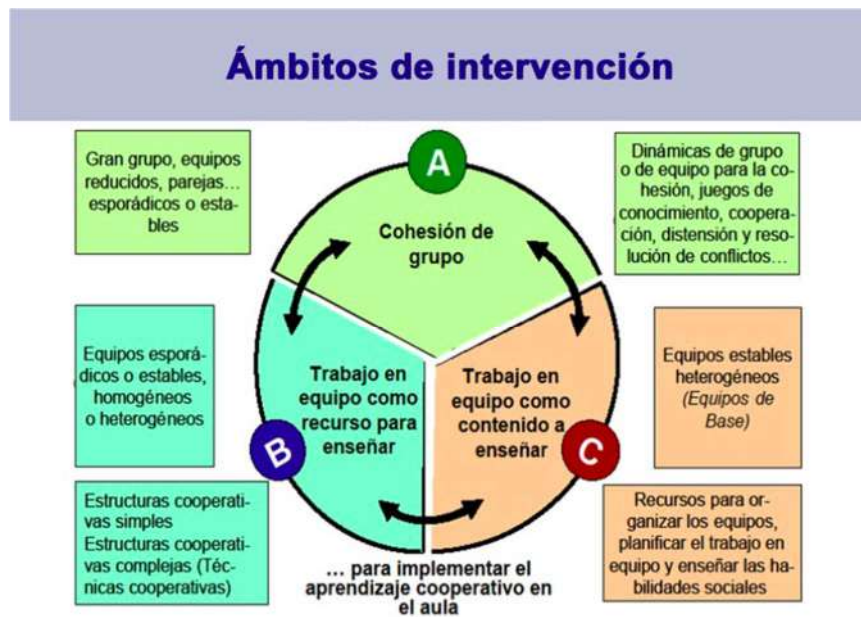 Ámbitos de intervención
Gran grupo, equipos
reducidos, parejas...
esporádicos o esta-
bles
A
Cohesión de
grupo
Dinámicas de grupo
o de equipo para la co-
hesión, juegos de
conocimiento, coopera-
ción, distensión y reso-
lución de conflictos...
Equipos esporá-
dicos o estables,
homogéneos
o heterogéneos
Trabajo en
equipo como
recurso para
enseñar
B
Trabajo en
equipo como
contenido a
enseñar
C
Equipos estables
heterogéneos
(Equipos de
Base)
Estructuras cooperati-
vas simples
Estructuras cooperati-
vas complejas (Téc-
nicas cooperativas)
... para implementar el
aprendizaje cooperativo en
el aula
Recursos para or-
ganizar los equipos,
planificar el trabajo en
equipo y enseñar las ha-
bilidades sociales